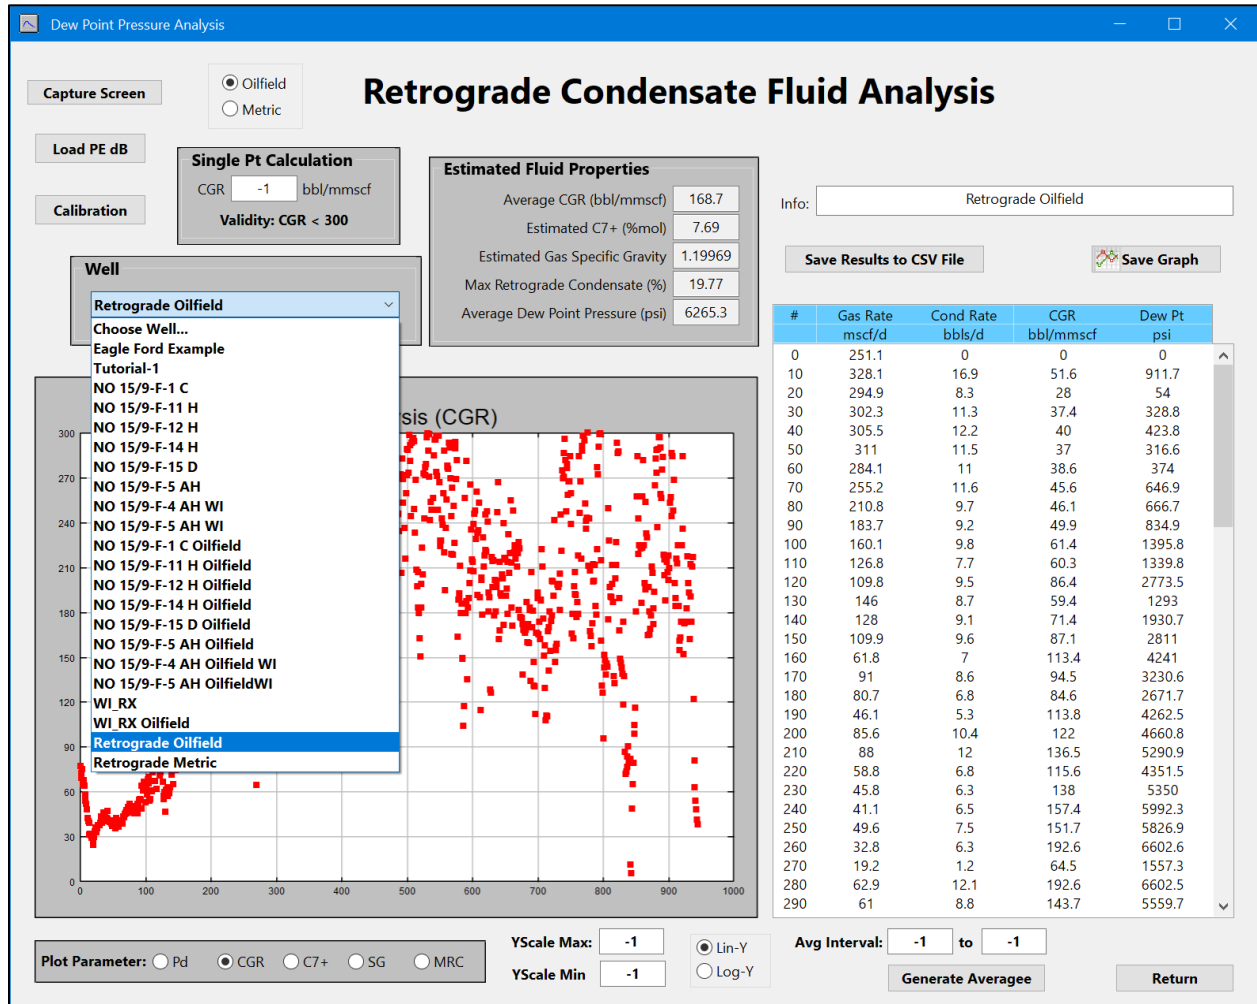 Dew Point Pressure Analysis
Capture Screen
Oilfield
Metric
Retrograde Condensate Fluid Analysis
Load PE dB
Calibration
Single Pt Calculation
CGR -1 bbl/mmscf
Validity: CGR < 300
Estimated Fluid Properties
Average CGR (bbl/mmscf) 168.7
Estimated C7+ (%mol) 7.69
Estimated Gas Specific Gravity 1.19969
Max Retrograde Condensate (%) 19.77
Average Dew Point Pressure (psi) 6265.3
Info: Retrograde Oilfield
Save Results to CSV File
Save Graph
Well
Retrograde Oilfield
Choose Well...
Eagle Ford Example
Tutorial-1
NO 15/9-F-1 C
NO 15/9-F-11 H
NO 15/9-F-12 H
NO 15/9-F-14 H
NO 15/9-F-15 D
NO 15/9-F-5 AH
NO 15/9-F-4 AH WI
NO 15/9-F-5 AH WI
NO 15/9-F-1 C Oilfield
NO 15/9-F-11 H Oilfield
NO 15/9-F-12 H Oilfield
NO 15/9-F-14 H Oilfield
NO 15/9-F-15 D Oilfield
NO 15/9-F-5 AH Oilfield
NO 15/9-F-4 AH Oilfield WI
NO 15/9-F-5 AH OilfieldWI
WI_RX
WI_RX Oilfield
Retrograde Oilfield
Retrograde Metric
sis (CGR)
300
270
240
210
180
150
120
90
60
30
0
0 100 200 300 400 500 600 700 800 900 1000
# Gas Rate Cond Rate CGR Dew Pt
mscf/d bbls/d bbl/mmscf psi
0 251.1 0 0 0
10 328.1 16.9 51.6 911.7
20 294.9 8.3 28 54
30 302.3 11.3 37.4 328.8
40 305.5 12.2 40 423.8
50 311 11.5 37 316.6
60 284.1 11 38.6 374
70 255.2 11.6 45.6 646.9
80 210.8 9.7 46.1 666.7
90 183.7 9.2 49.9 834.9
100 160.1 9.8 61.4 1395.8
110 126.8 7.7 60.3 1339.8
120 109.8 9.5 86.4 2773.5
130 146 8.7 59.4 1293
140 128 9.1 71.4 1930.7
150 109.9 9.6 87.1 2811
160 61.8 7 113.4 4241
170 91 8.6 94.5 3230.6
180 80.7 6.8 84.6 2671.7
190 46.1 5.3 113.8 4262.5
200 85.6 10.4 122 4660.8
210 88 12 136.5 5290.9
220 58.8 6.8 115.6 4351.5
230 45.8 6.3 138 5350
240 41.1 6.5 157.4 5992.3
250 49.6 7.5 151.7 5826.9
260 32.8 6.3 192.6 6602.6
270 19.2 1.2 64.5 1557.3
280 62.9 12.1 192.6 6602.5
290 61 8.8 143.7 5559.7
Plot Parameter: Pd CGR C7+ SG MRC
YScale Max: -1
YScale Min -1
Lin-Y
Log-Y
Avg Interval: -1 to -1
Generate Averagee
Return